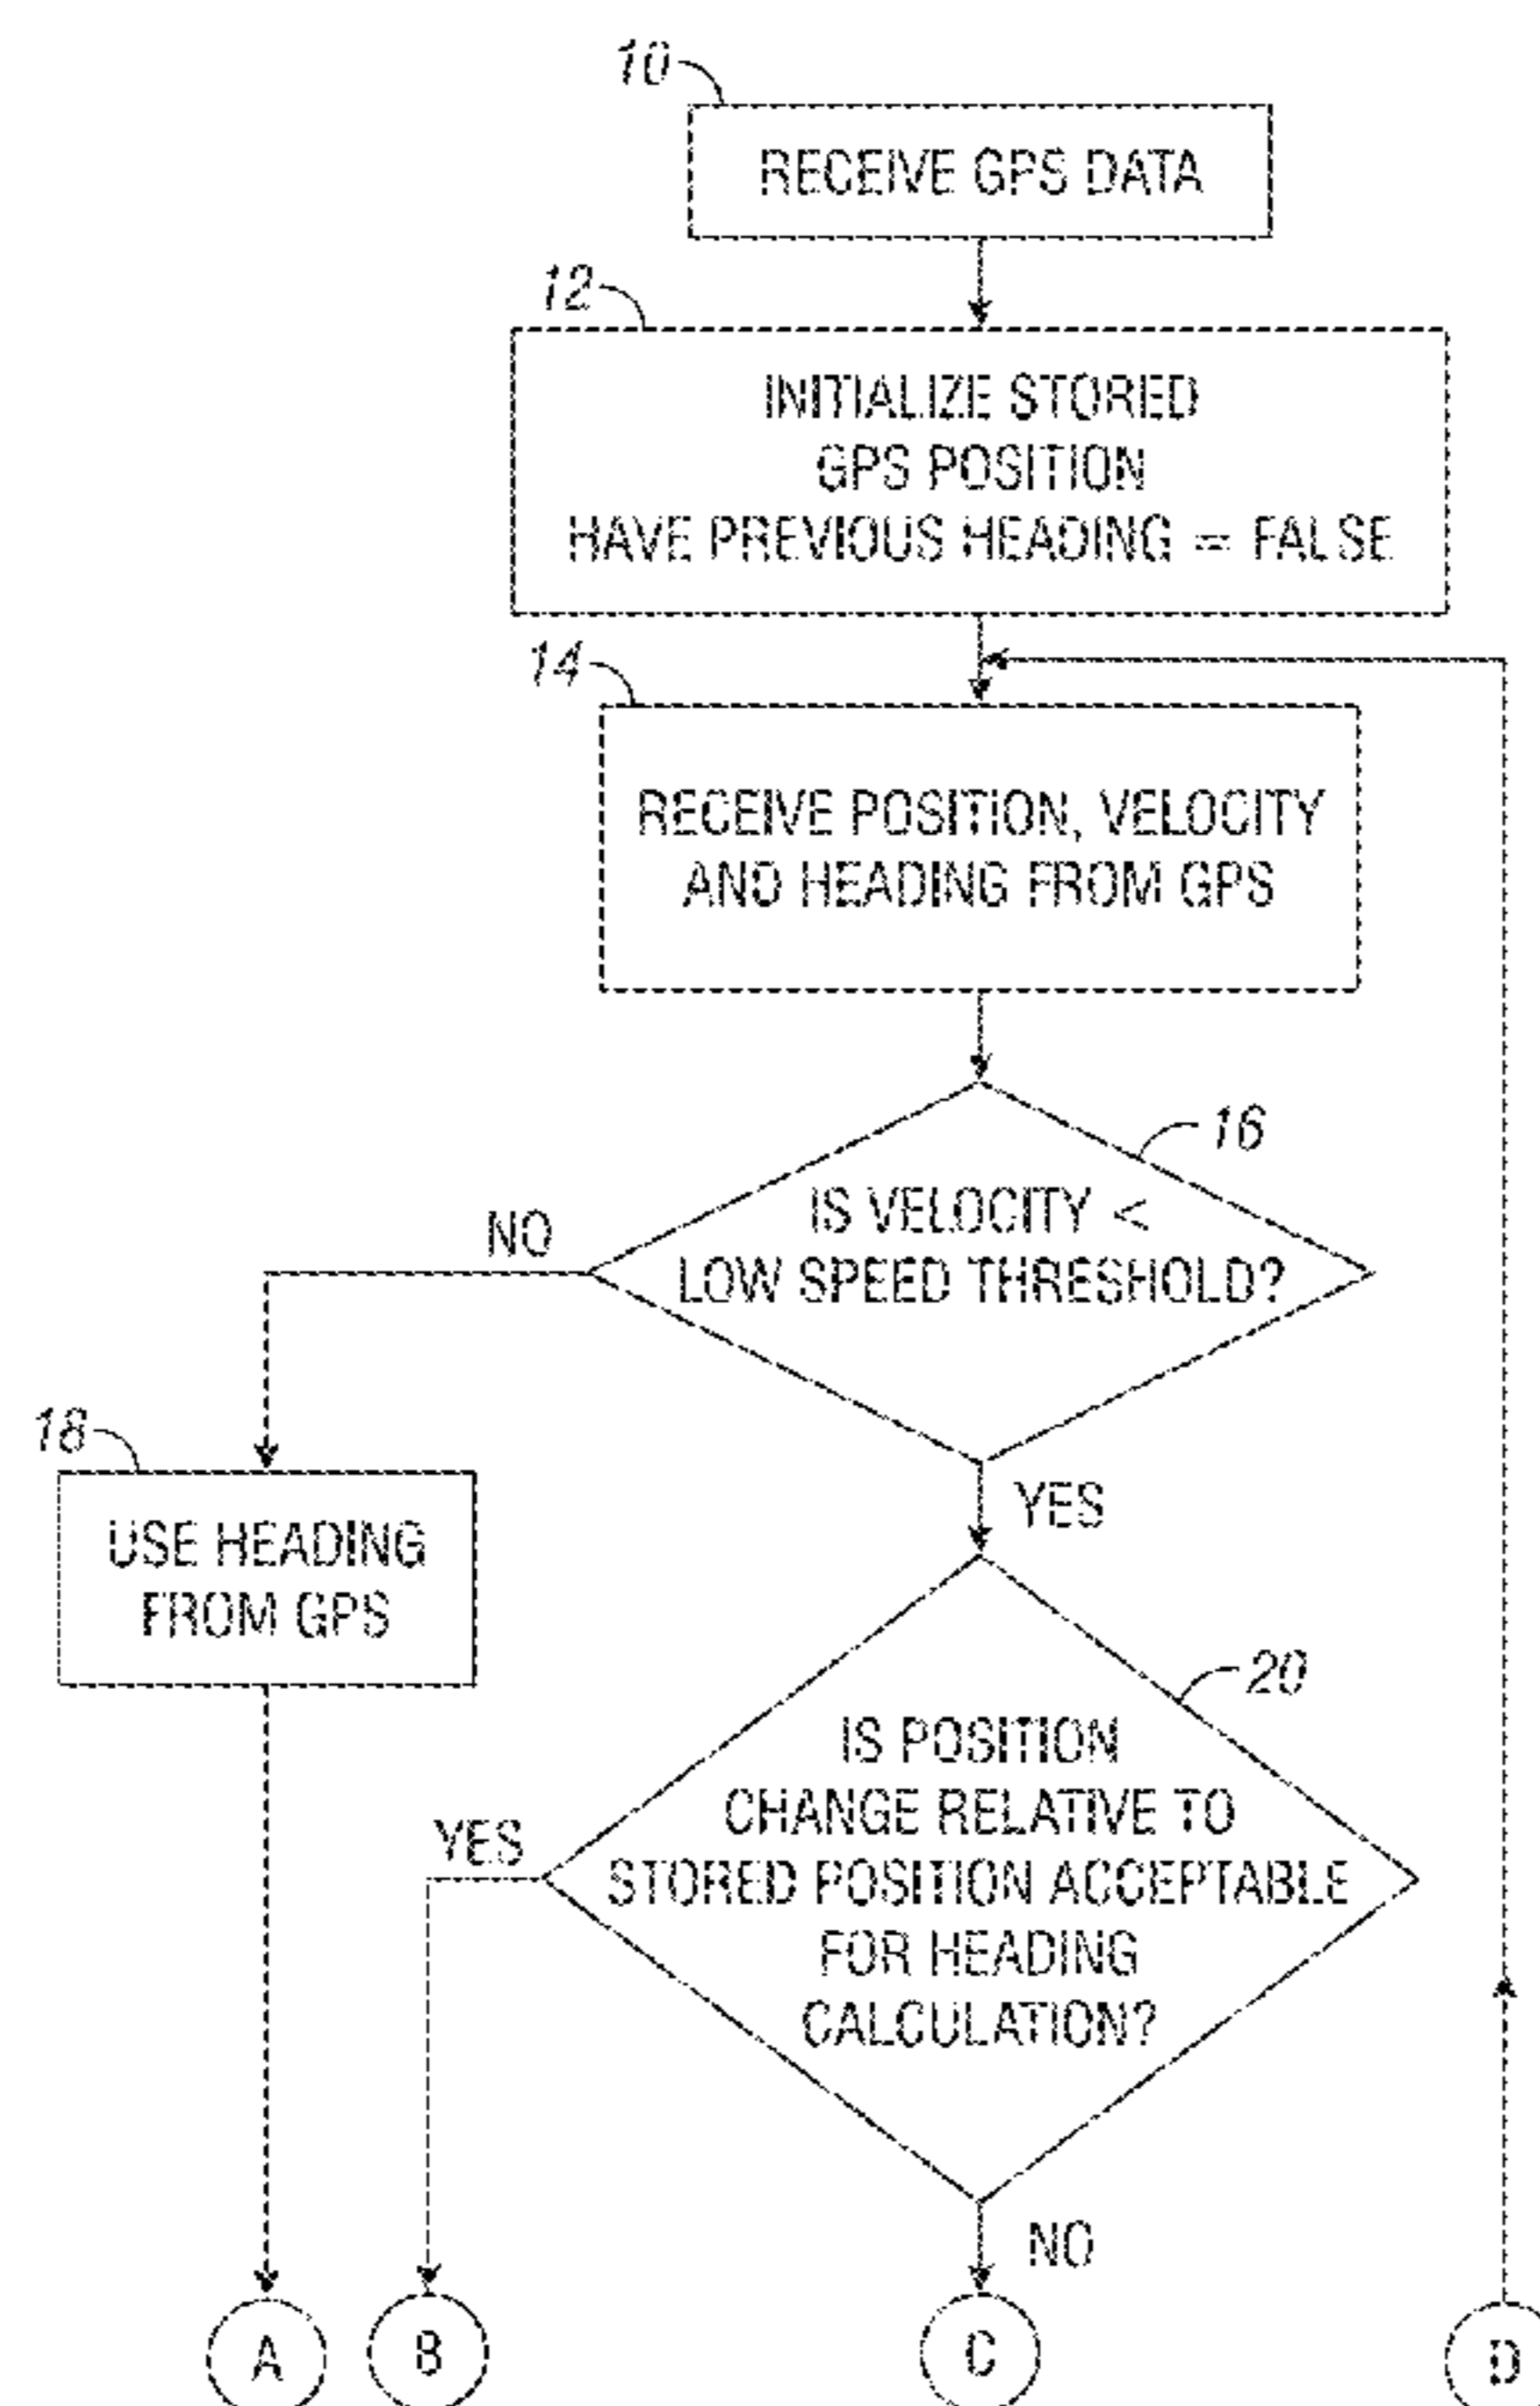 10
RECEIVE GPS DATA
12
INITIALIZE STORED
GPS POSITION
HAVE PREVIOUS HEADING = FALSE
14
RECEIVE POSITION, VELOCITY
AND HEADING FROM GPS
16
IS VELOCITY <
LOW SPEED THRESHOLD?
NO
YES
18
USE HEADING
FROM GPS
20
IS POSITION
CHANGE RELATIVE TO
STORED POSITION ACCEPTABLE
FOR HEADING
CALCULATION?
YES
NO
A
B
C
D